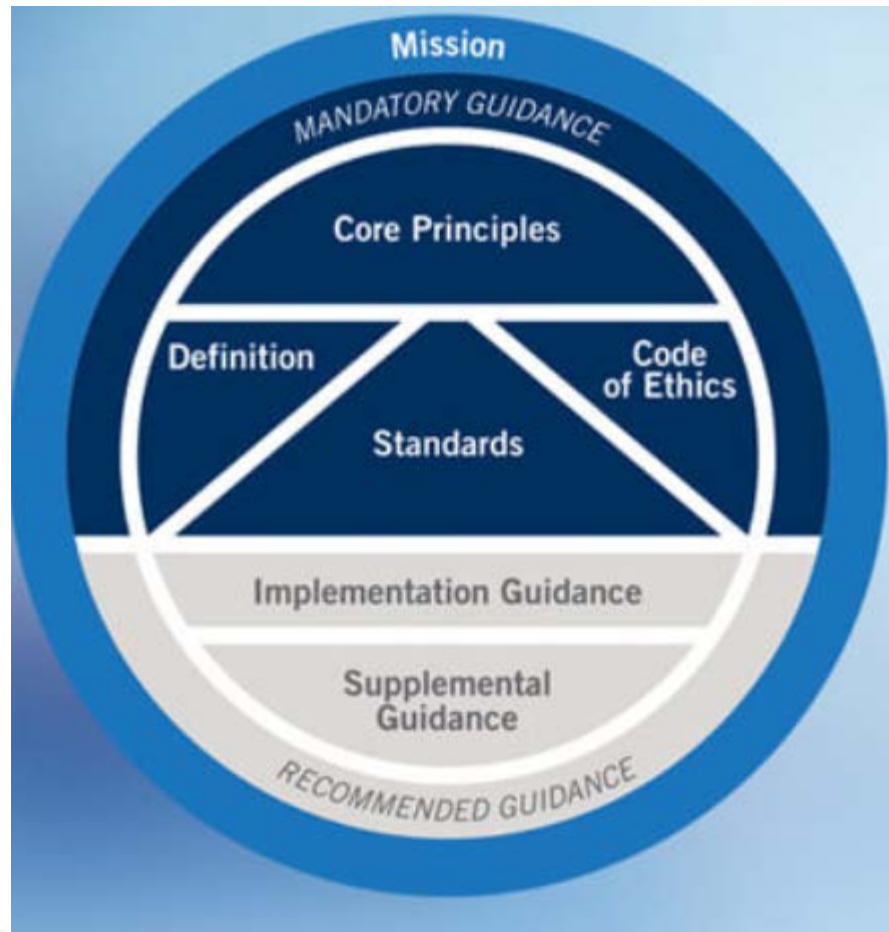 Mission
MANDATORY GUIDANCE
Core Principles
Definition
Code
of Ethics
Standards
Implementation Guidance
Supplemental
Guidance
RECOMMENDED GUIDANCE